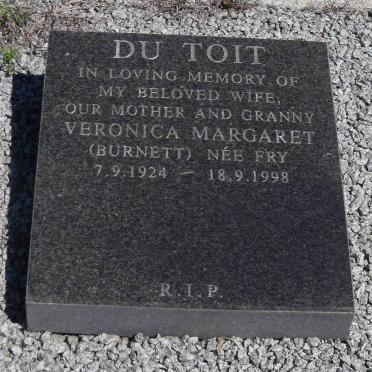 DU TOIT
IN LOVING MEMORY OF
MY BELOVED WIFE,
OUR MOTHER AND GRANNY
VERONICA MARGARET
(BURNETT) NÉE FRY
7.9.1924 — 18.9.1998
R.I.P.